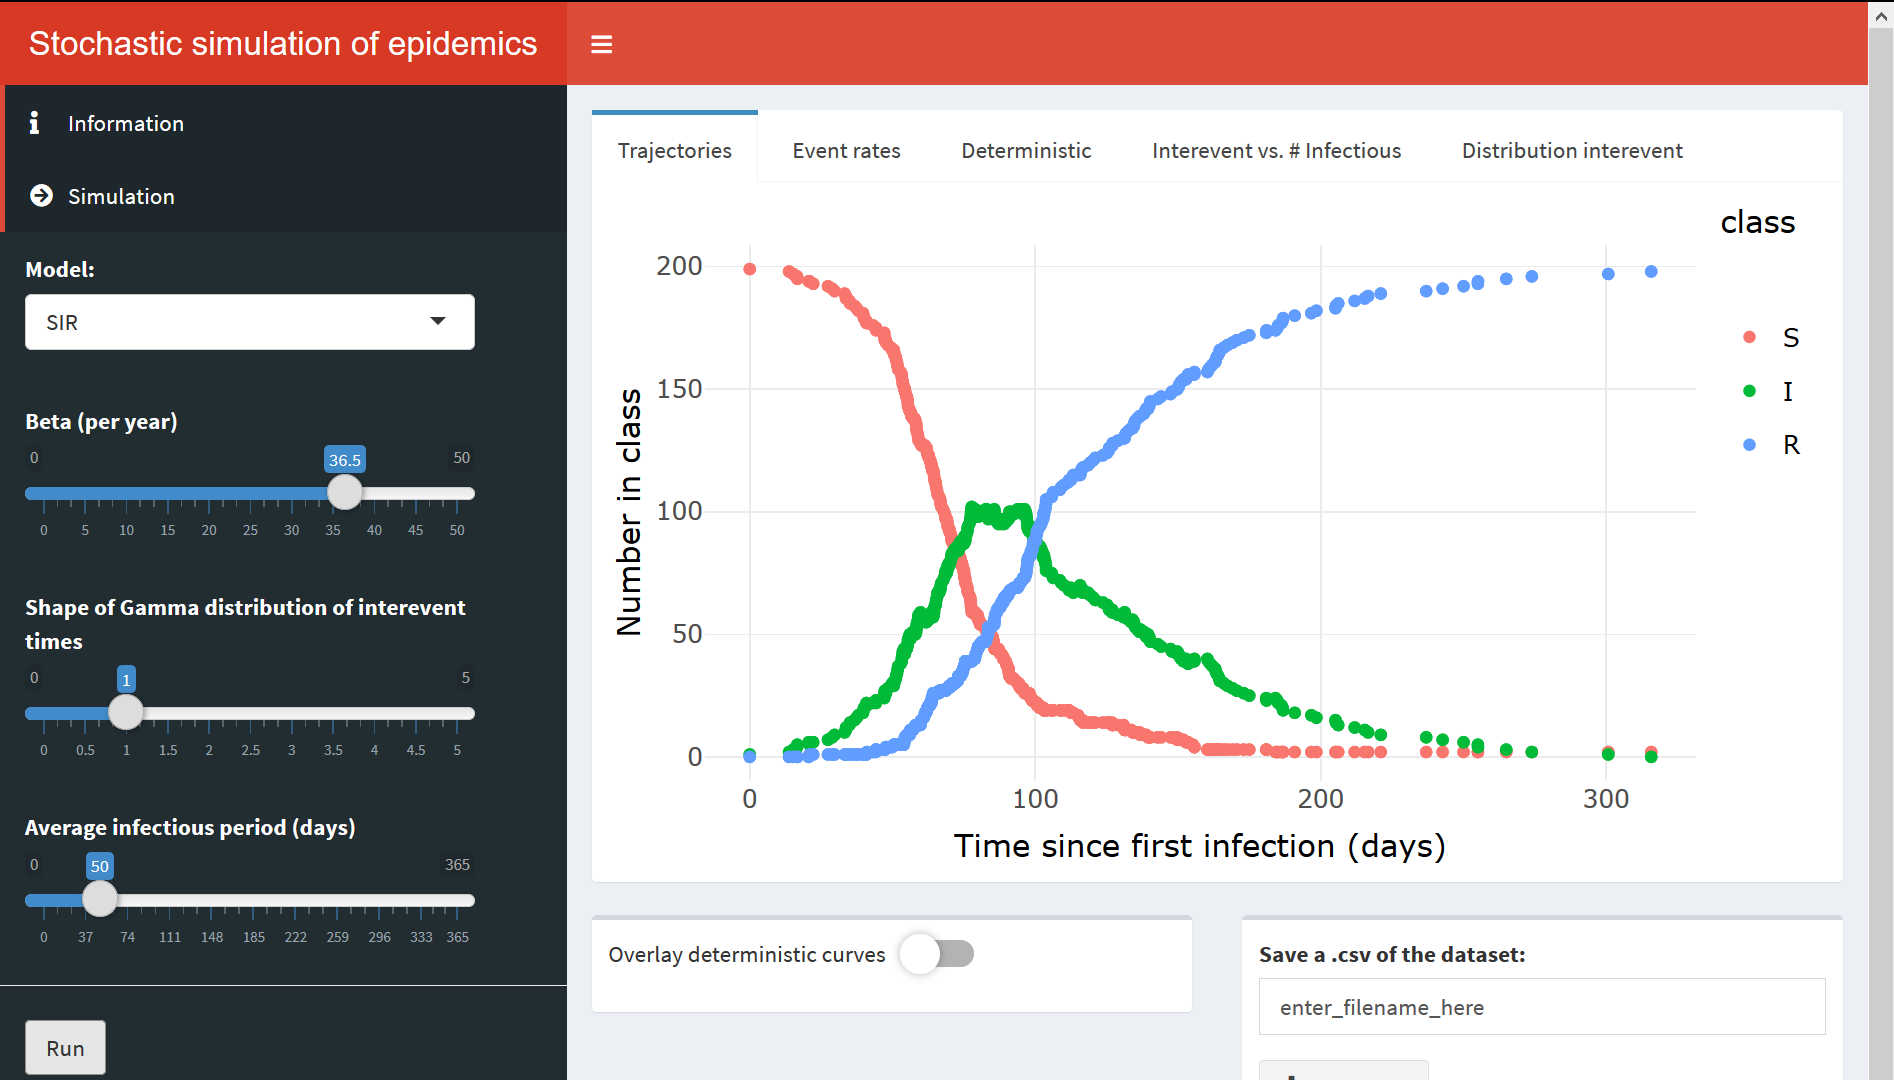 Stochastic simulation of epidemics
Information
Simulation
Model:
SIR
Beta (per year)
0 50
36.5
0 5 10 15 20 25 30 35 40 45 50
Shape of Gamma distribution of interevent
times
0 5
1
0 0.5 1 1.5 2 2.5 3 3.5 4 4.5 5
Average infectious period (days)
0 365
50
0 37 74 111 148 185 222 259 296 333 365
Run
Trajectories Event rates Deterministic Interevent vs. # Infectious Distribution interevent
class
S
I
R
Number in class
200
150
100
50
0
0 100 200 300
Time since first infection (days)
Overlay deterministic curves
Save a .csv of the dataset:
enter_filename_here